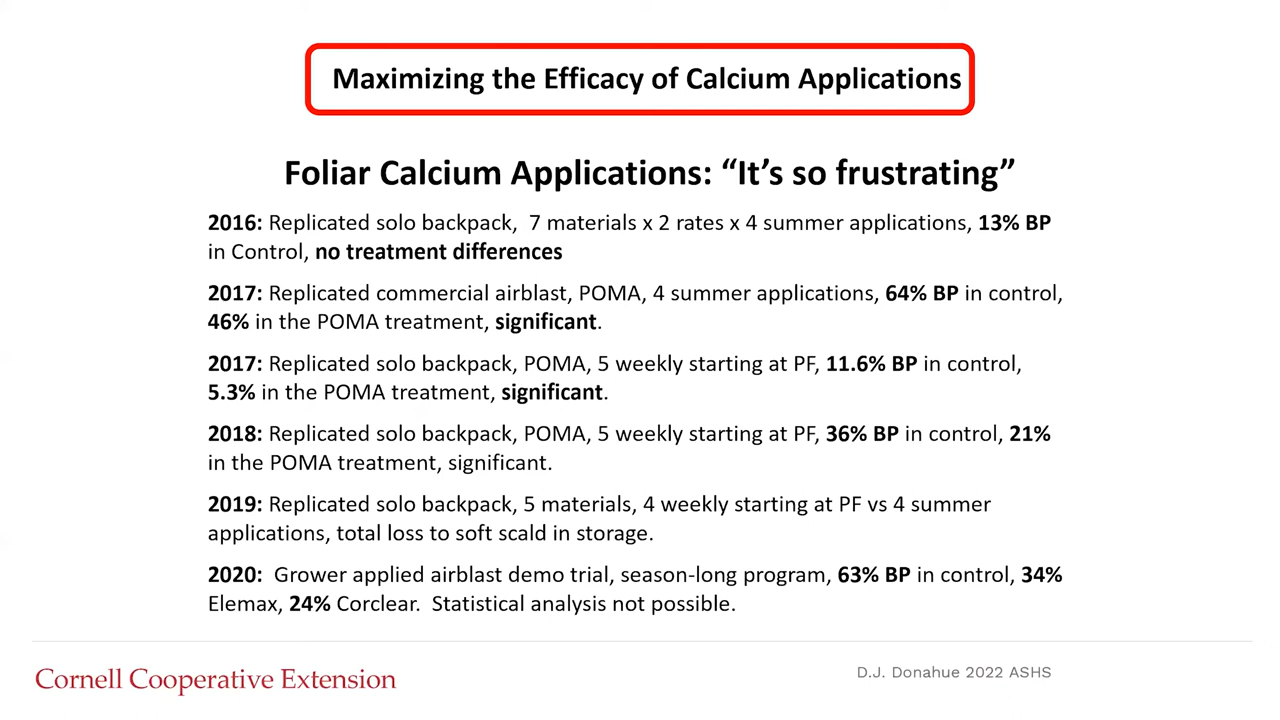 Maximizing the Efficacy of Calcium Applications
Foliar Calcium Applications: “It’s so frustrating”
2016: Replicated solo backpack,  7 materials x 2 rates x 4 summer applications, 13% BP
in Control, no treatment differences
2017: Replicated commercial airblast, POMA, 4 summer applications, 64% BP in control,
46% in the POMA treatment, significant.
2017: Replicated solo backpack, POMA, 5 weekly starting at PF, 11.6% BP in control,
5.3% in the POMA treatment, significant.
2018: Replicated solo backpack, POMA, 5 weekly starting at PF, 36% BP in control, 21%
in the POMA treatment, significant.
2019: Replicated solo backpack, 5 materials, 4 weekly starting at PF vs 4 summer
applications, total loss to soft scald in storage.
2020:  Grower applied airblast demo trial, season-long program, 63% BP in control, 34%
Elemax, 24% Corclear.  Statistical analysis not possible.
Cornell Cooperative Extension
D.J. Donahue 2022 ASHS